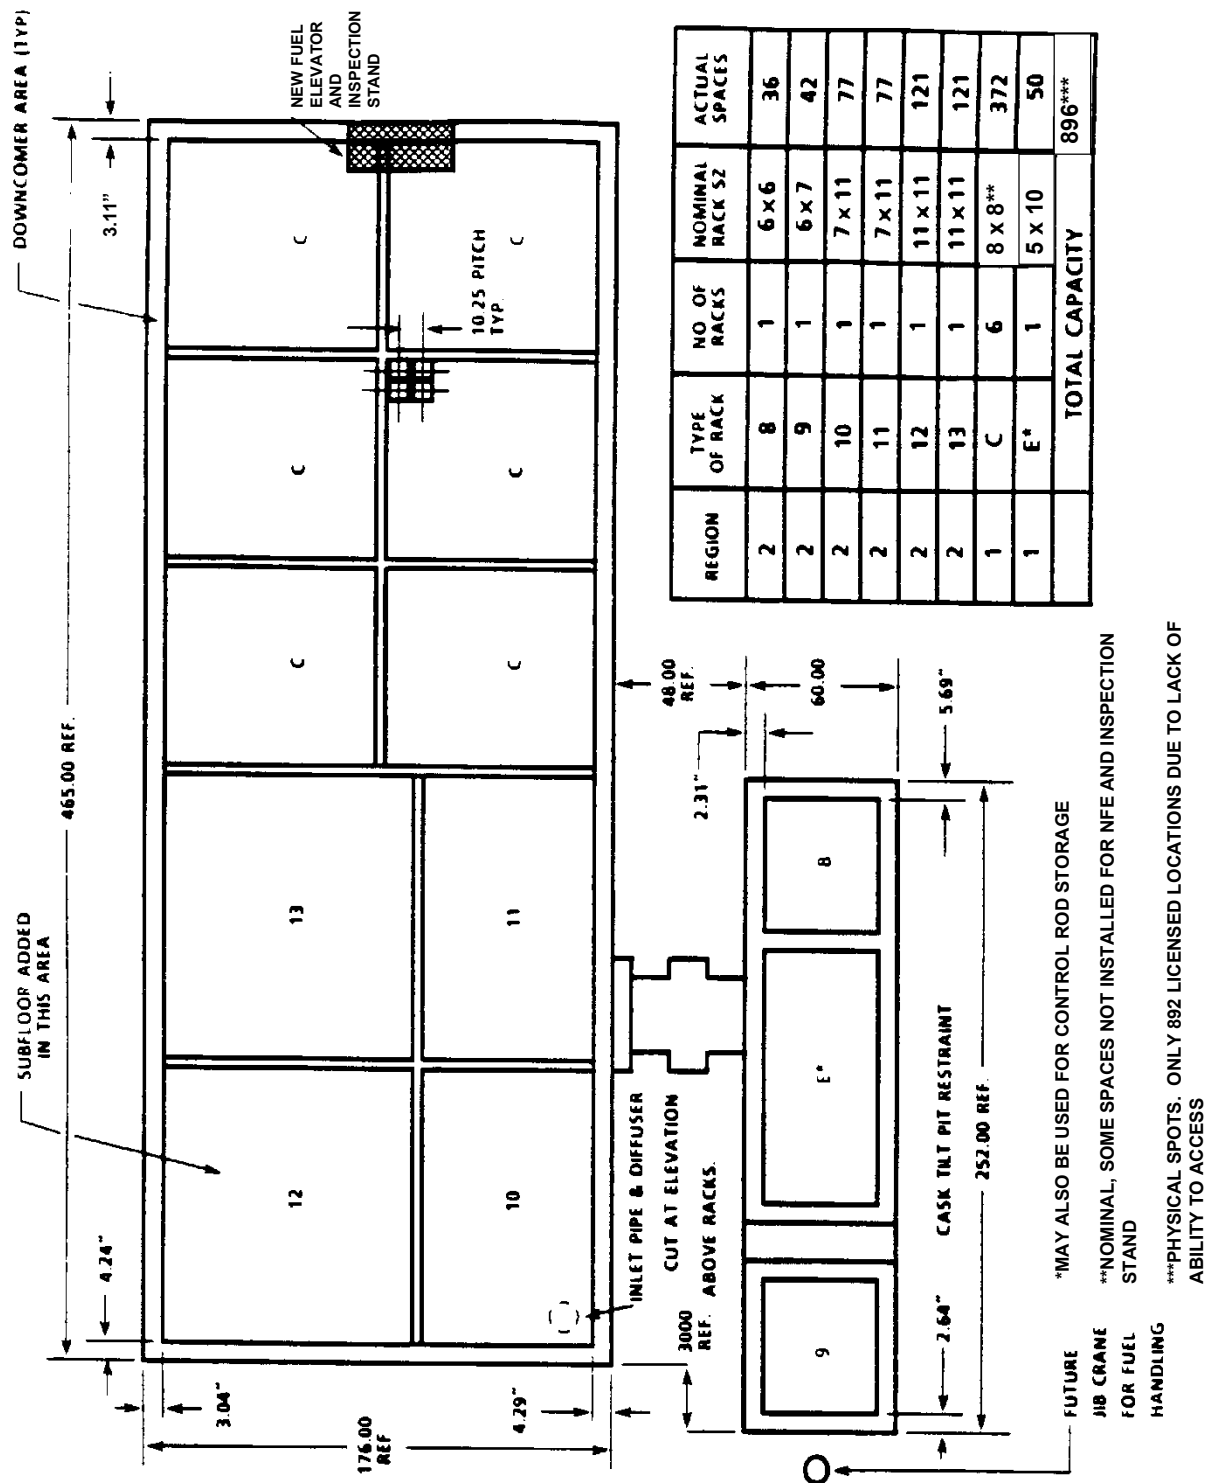 DOWNCOMER AREA (TYP)
3.11"
NEW FUEL
ELEVATOR
AND
INSPECTION
STAND
465.00 REF.
SUBFLOOR ADDED
IN THIS AREA
4.24"
3.04"
176.00
REF
4.29"
12
13
C
C
C
10
11
C
C
C
10.25 PITCH
TYP.
INLET PIPE & DIFFUSER
CUT AT ELEVATION
ABOVE RACKS.
3000
REF.
48.00
REF.
60.00
2.31"
5.69"
9
E*
8
2.64"
CASK TILT PIT RESTRAINT
252.00 REF.
FUTURE
JIB CRANE
FOR FUEL
HANDLING
REGION	TYPE OF RACK	NO OF RACKS	NOMINAL RACK SZ	ACTUAL SPACES
2	8	1	6 x 6	36
2	9	1	6 x 7	42
2	10	1	7 x 11	77
2	11	1	7 x 11	77
2	12	1	11 x 11	121
2	13	1	11 x 11	121
1	C	6	8 x 8**	372
1	E*	1	5 x 10	50
TOTAL CAPACITY	896***
*MAY ALSO BE USED FOR CONTROL ROD STORAGE
**NOMINAL, SOME SPACES NOT INSTALLED FOR NFE AND INSPECTION
STAND
***PHYSICAL SPOTS. ONLY 892 LICENSED LOCATIONS DUE TO LACK OF
ABILITY TO ACCESS